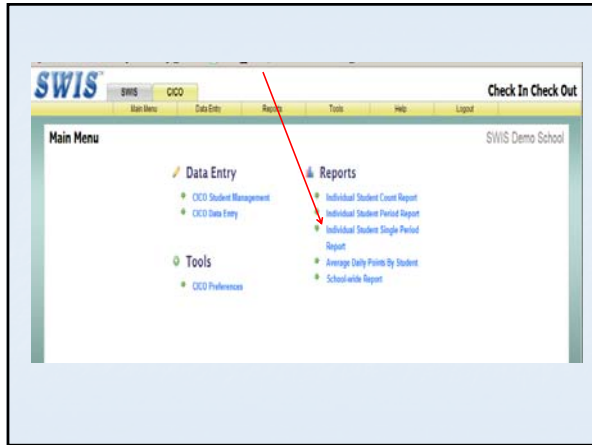 SWIS™
SWIS CICO
Check In Check Out
Main Menu Data Entry Reports Tools Help Logout
Main Menu
SWIS Demo School
Data Entry
CICO Student Management
CICO Data Entry
Tools
CICO Preferences
Reports
Individual Student Count Report
Individual Student Period Report
Individual Student Single Period
Report
Average Daily Points By Student
School-wide Report